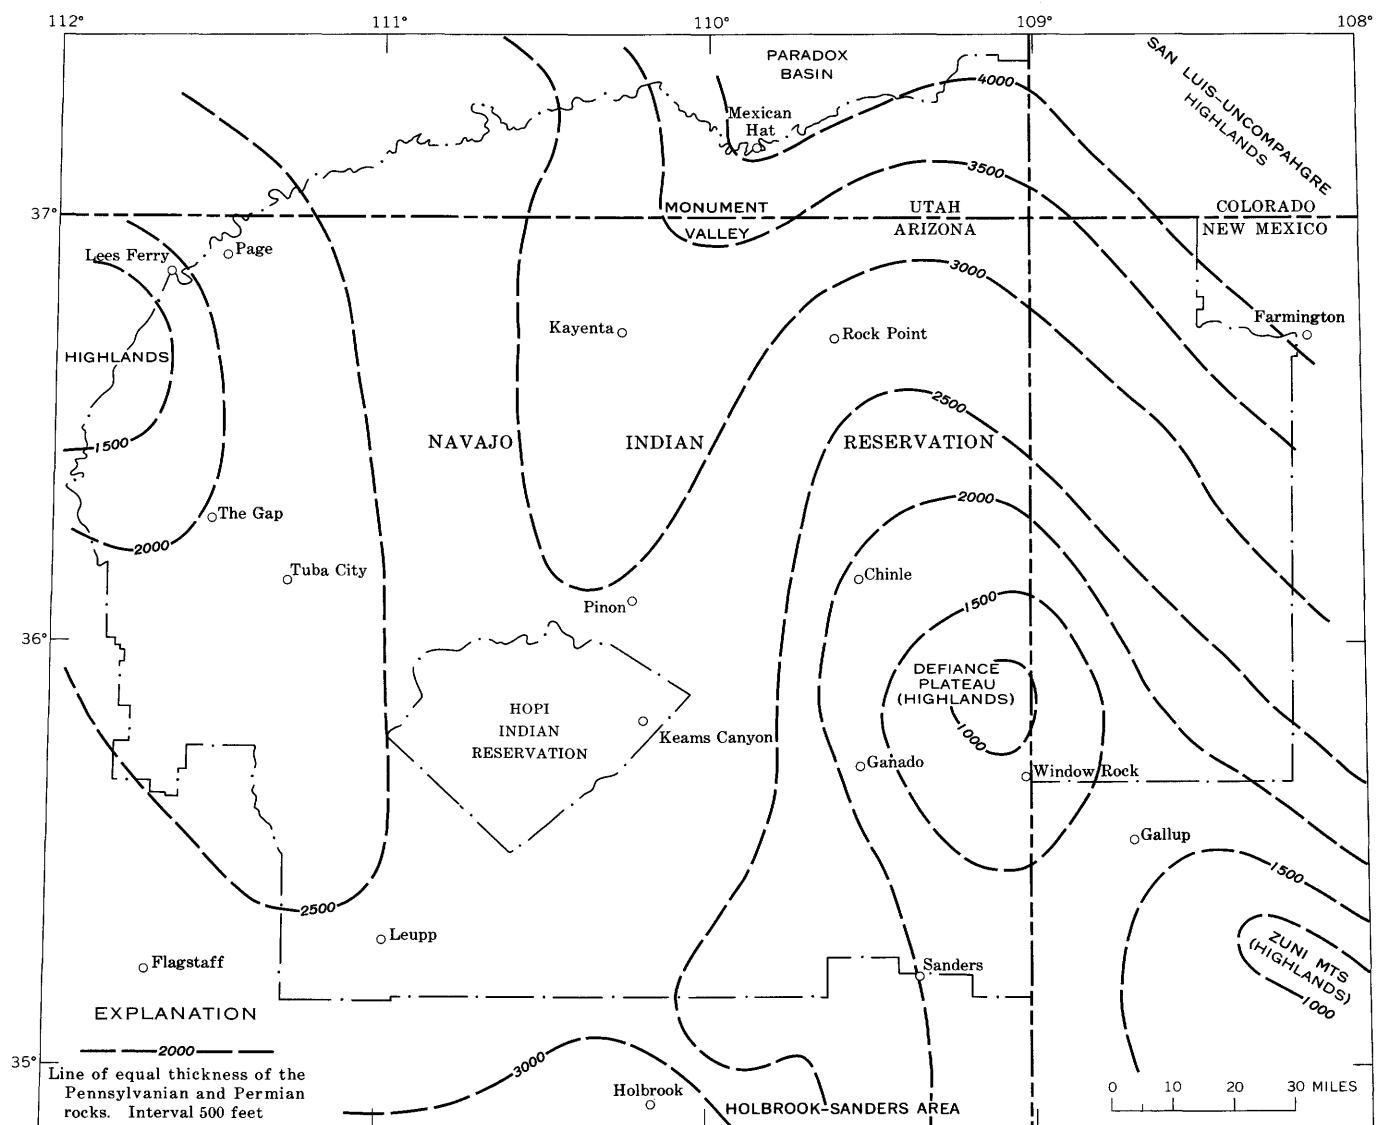 112°
111°
110°
109°
108°
PARADOX
BASIN
SAN LUIS-UNCOMPAHGRE
HIGHLANDS
4000
Mexican
Hat
3500
37°
MONUMENT
VALLEY
UTAH
ARIZONA
COLORADO
NEW MEXICO
Lees Ferry
Page
3000
Kayenta
Rock Point
Farmington
HIGHLANDS
2500
1500
NAVAJO
INDIAN
RESERVATION
2000
The Gap
2000
Tuba City
Chinle
Pinon
1500
36°
DEFIANCE
PLATEAU
(HIGHLANDS)
1000
HOPI
INDIAN
RESERVATION
Keams Canyon
Ganado
Window Rock
Gallup
1500
2500
Leupp
Flagstaff
Sanders
ZUNI MTS
(HIGHLANDS)
1000
EXPLANATION
2000
Line of equal thickness of the
Pennsylvanian and Permian
rocks. Interval 500 feet
35°
3000
Holbrook
HOLBROOK-SANDERS AREA
0 10 20 30 MILES